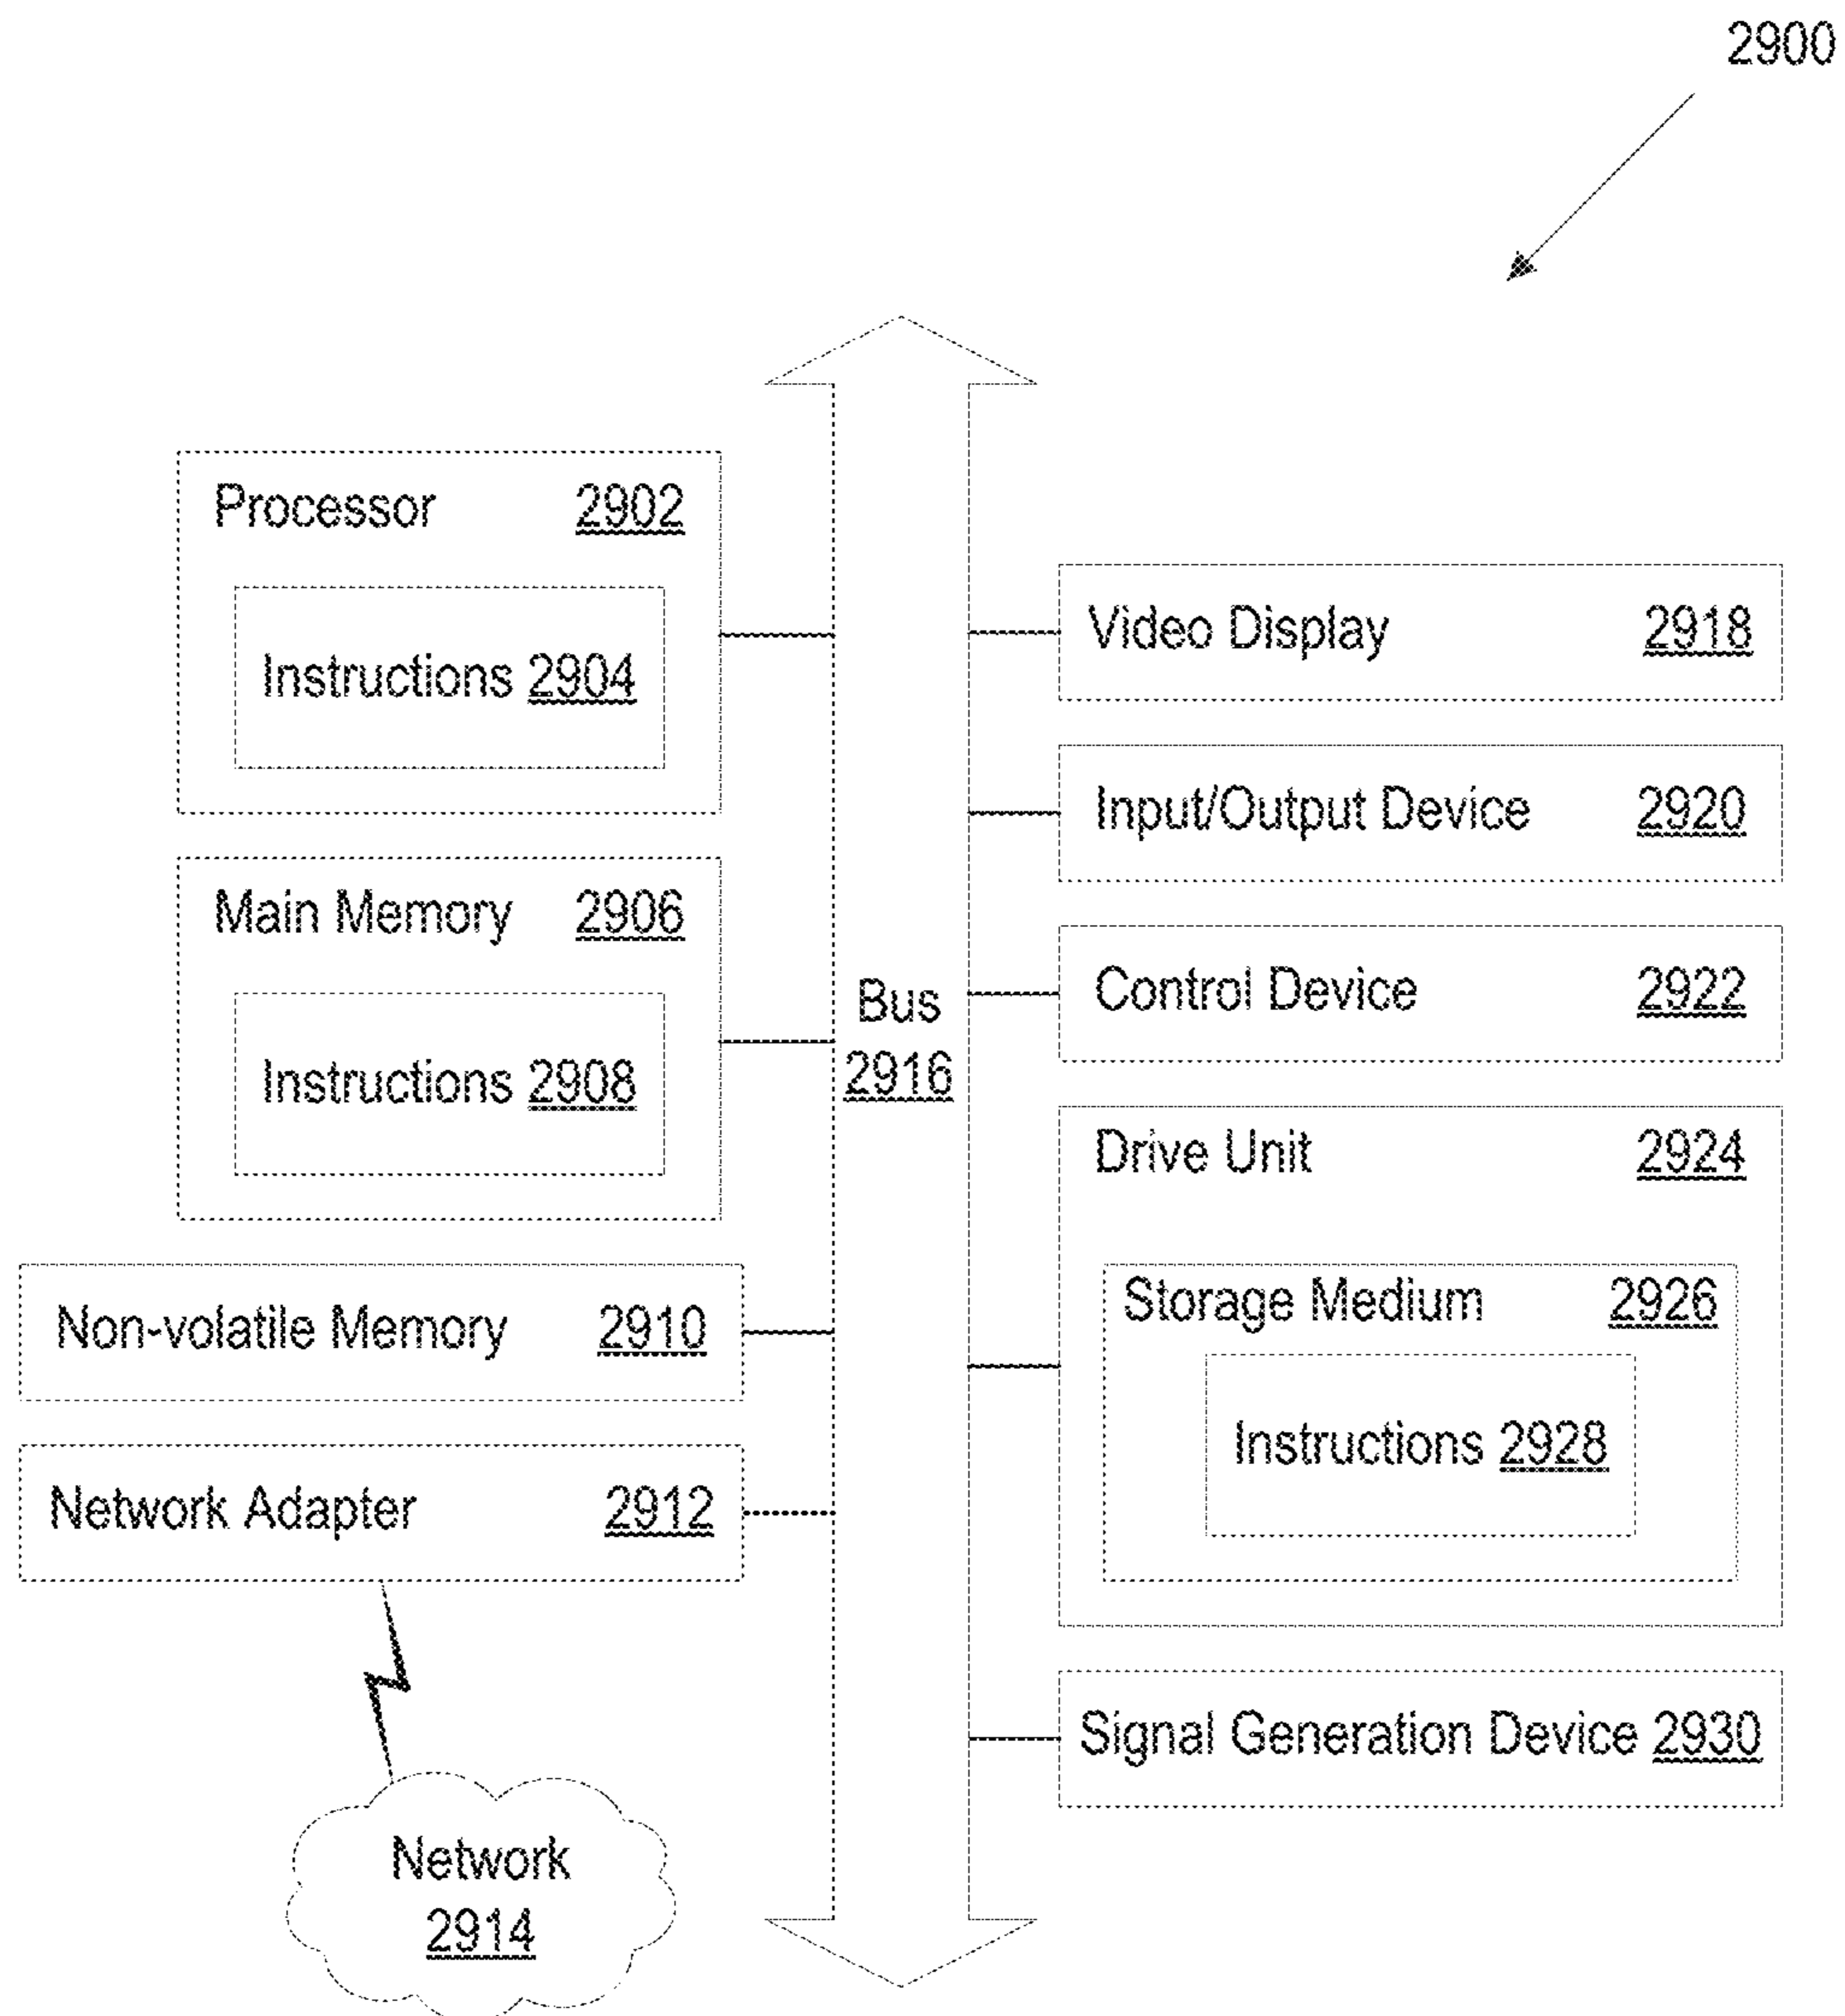 2900
Processor 2902
Instructions 2904
Main Memory 2906
Instructions 2908
Non-volatile Memory 2910
Network Adapter 2912
Network
2914
Bus
2916
Video Display 2918
Input/Output Device 2920
Control Device 2922
Drive Unit 2924
Storage Medium 2926
Instructions 2928
Signal Generation Device 2930